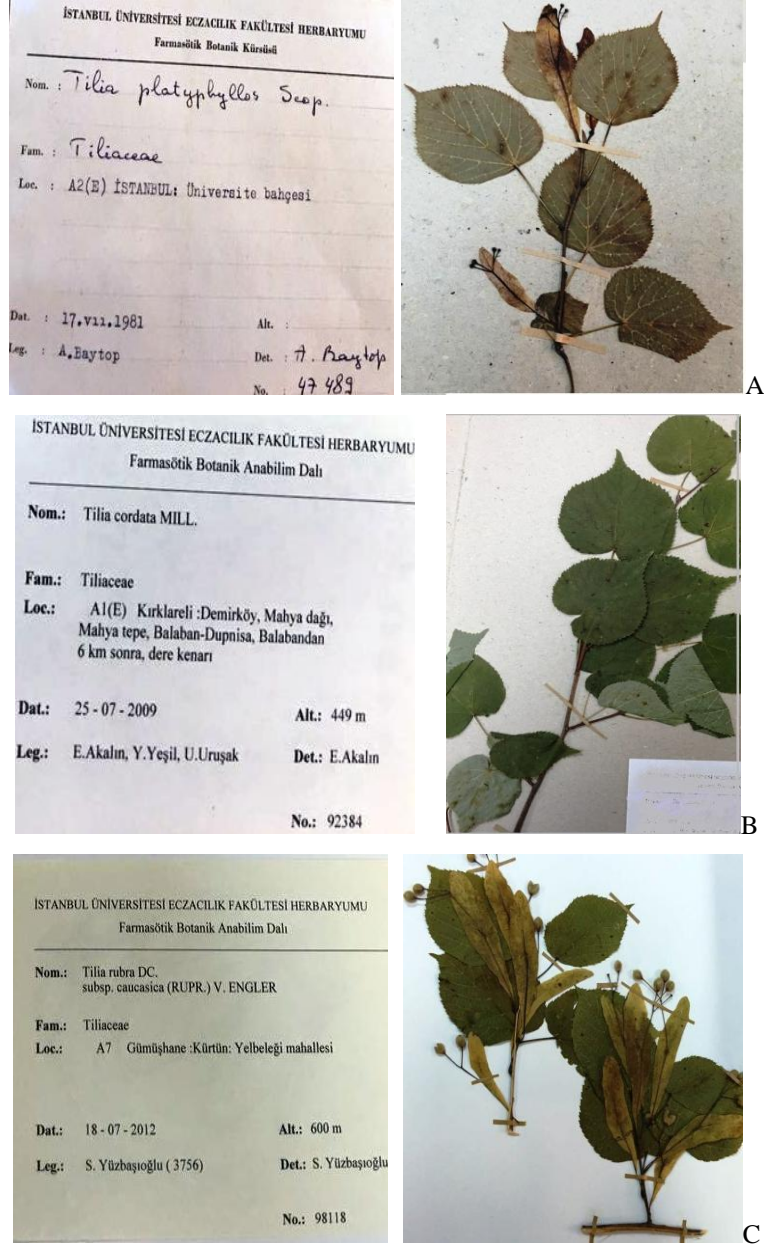 İSTANBUL ÜNİVERSİTESİ ECZACILIK FAKÜLTESİ HERBARYUMU
Farmasötik Botanik Kürsüsü
Nom. : Tilia platyphyllos Scop.
Fam. : Tiliaceae
Loc. : A2(E) İSTANBUL: Üniversite bahçesi
Dat. : 17.vıı.1981 Alt. :
Leg. : A.Baytop Det. : A. Baytop
No. : 47 489
A
İSTANBUL ÜNİVERSİTESİ ECZACILIK FAKÜLTESİ HERBARYUMU
Farmasötik Botanik Anabilim Dalı
Nom.: Tilia cordata MILL.
Fam.: Tiliaceae
Loc.: A1(E) Kırklareli :Demirköy, Mahya dağı,
Mahya tepe, Balaban-Dupnisa, Balabandan
6 km sonra, dere kenarı
Dat.: 25 - 07 - 2009 Alt.: 449 m
Leg.: E.Akalın, Y.Yeşil, U.Uruşak Det.: E.Akalın
No.: 92384
B
İSTANBUL ÜNİVERSİTESİ ECZACILIK FAKÜLTESİ HERBARYUMU
Farmasötik Botanik Anabilim Dalı
Nom.: Tilia rubra DC.
subsp. caucasica (RUPR.) V. ENGLER
Fam.: Tiliaceae
Loc.: A7 Gümüşhane :Kürtün: Yelbeleği mahallesi
Dat.: 18 - 07 - 2012 Alt.: 600 m
Leg.: S. Yüzbaşıoğlu ( 3756) Det.: S. Yüzbaşıoğlu
No.: 98118
C